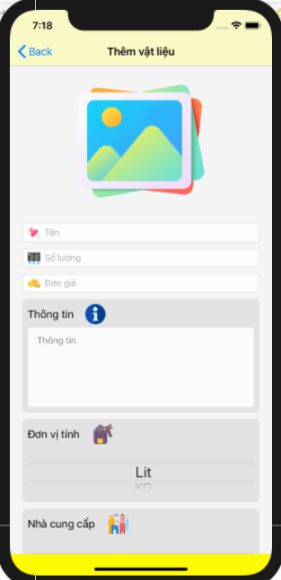 7:18
Back
Thêm vật liệu
Tên
Số lượng
Đơn giá
Thông tin
Thông tin
Đơn vị tính
Lit
KG
Nhà cung cấp